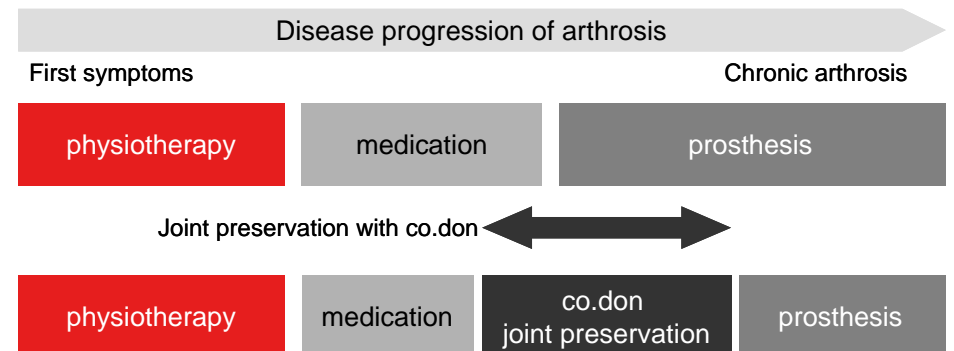 Disease progression of arthrosis
First symptoms
Chronic arthrosis
physiotherapy
medication
prosthesis
Joint preservation with co.don
physiotherapy
medication
co.don
joint preservation
prosthesis